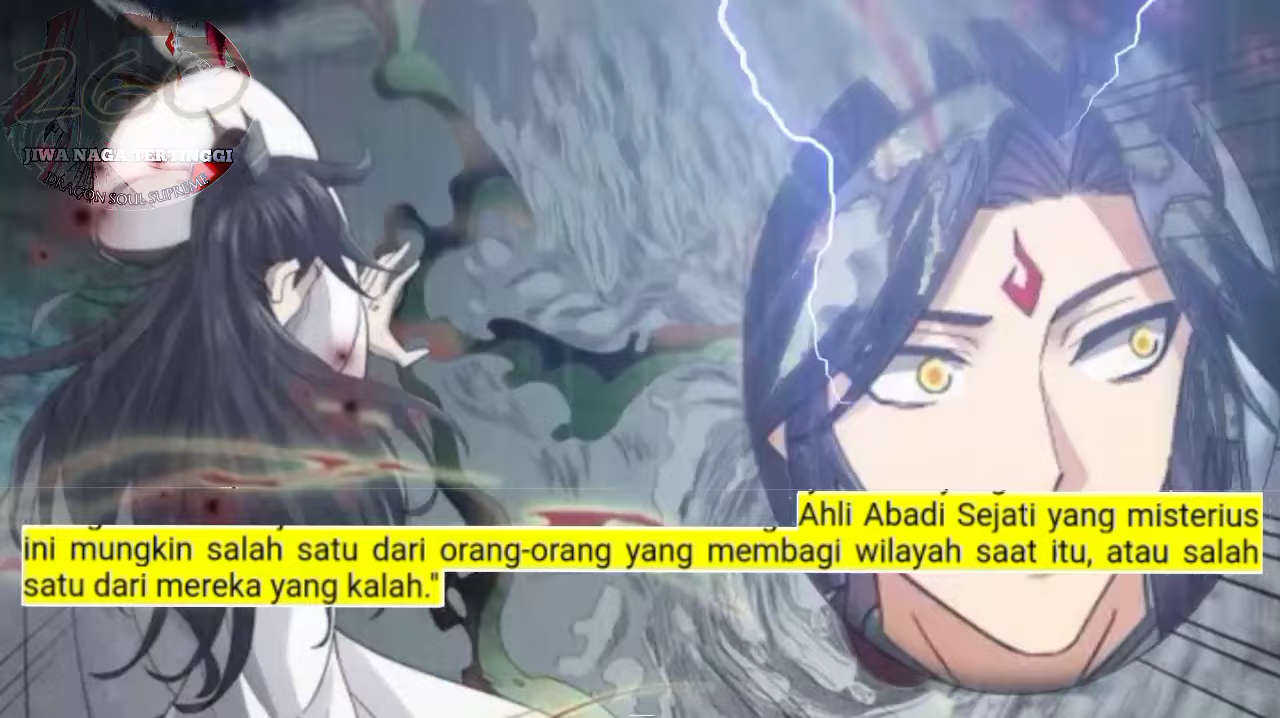 260
JIWA NAGA TERTINGGI
DRAGON SOUL SUPREME
Ahli Abadi Sejati yang misterius
ini mungkin salah satu dari orang-orang yang membagi wilayah saat itu, atau salah
satu dari mereka yang kalah."